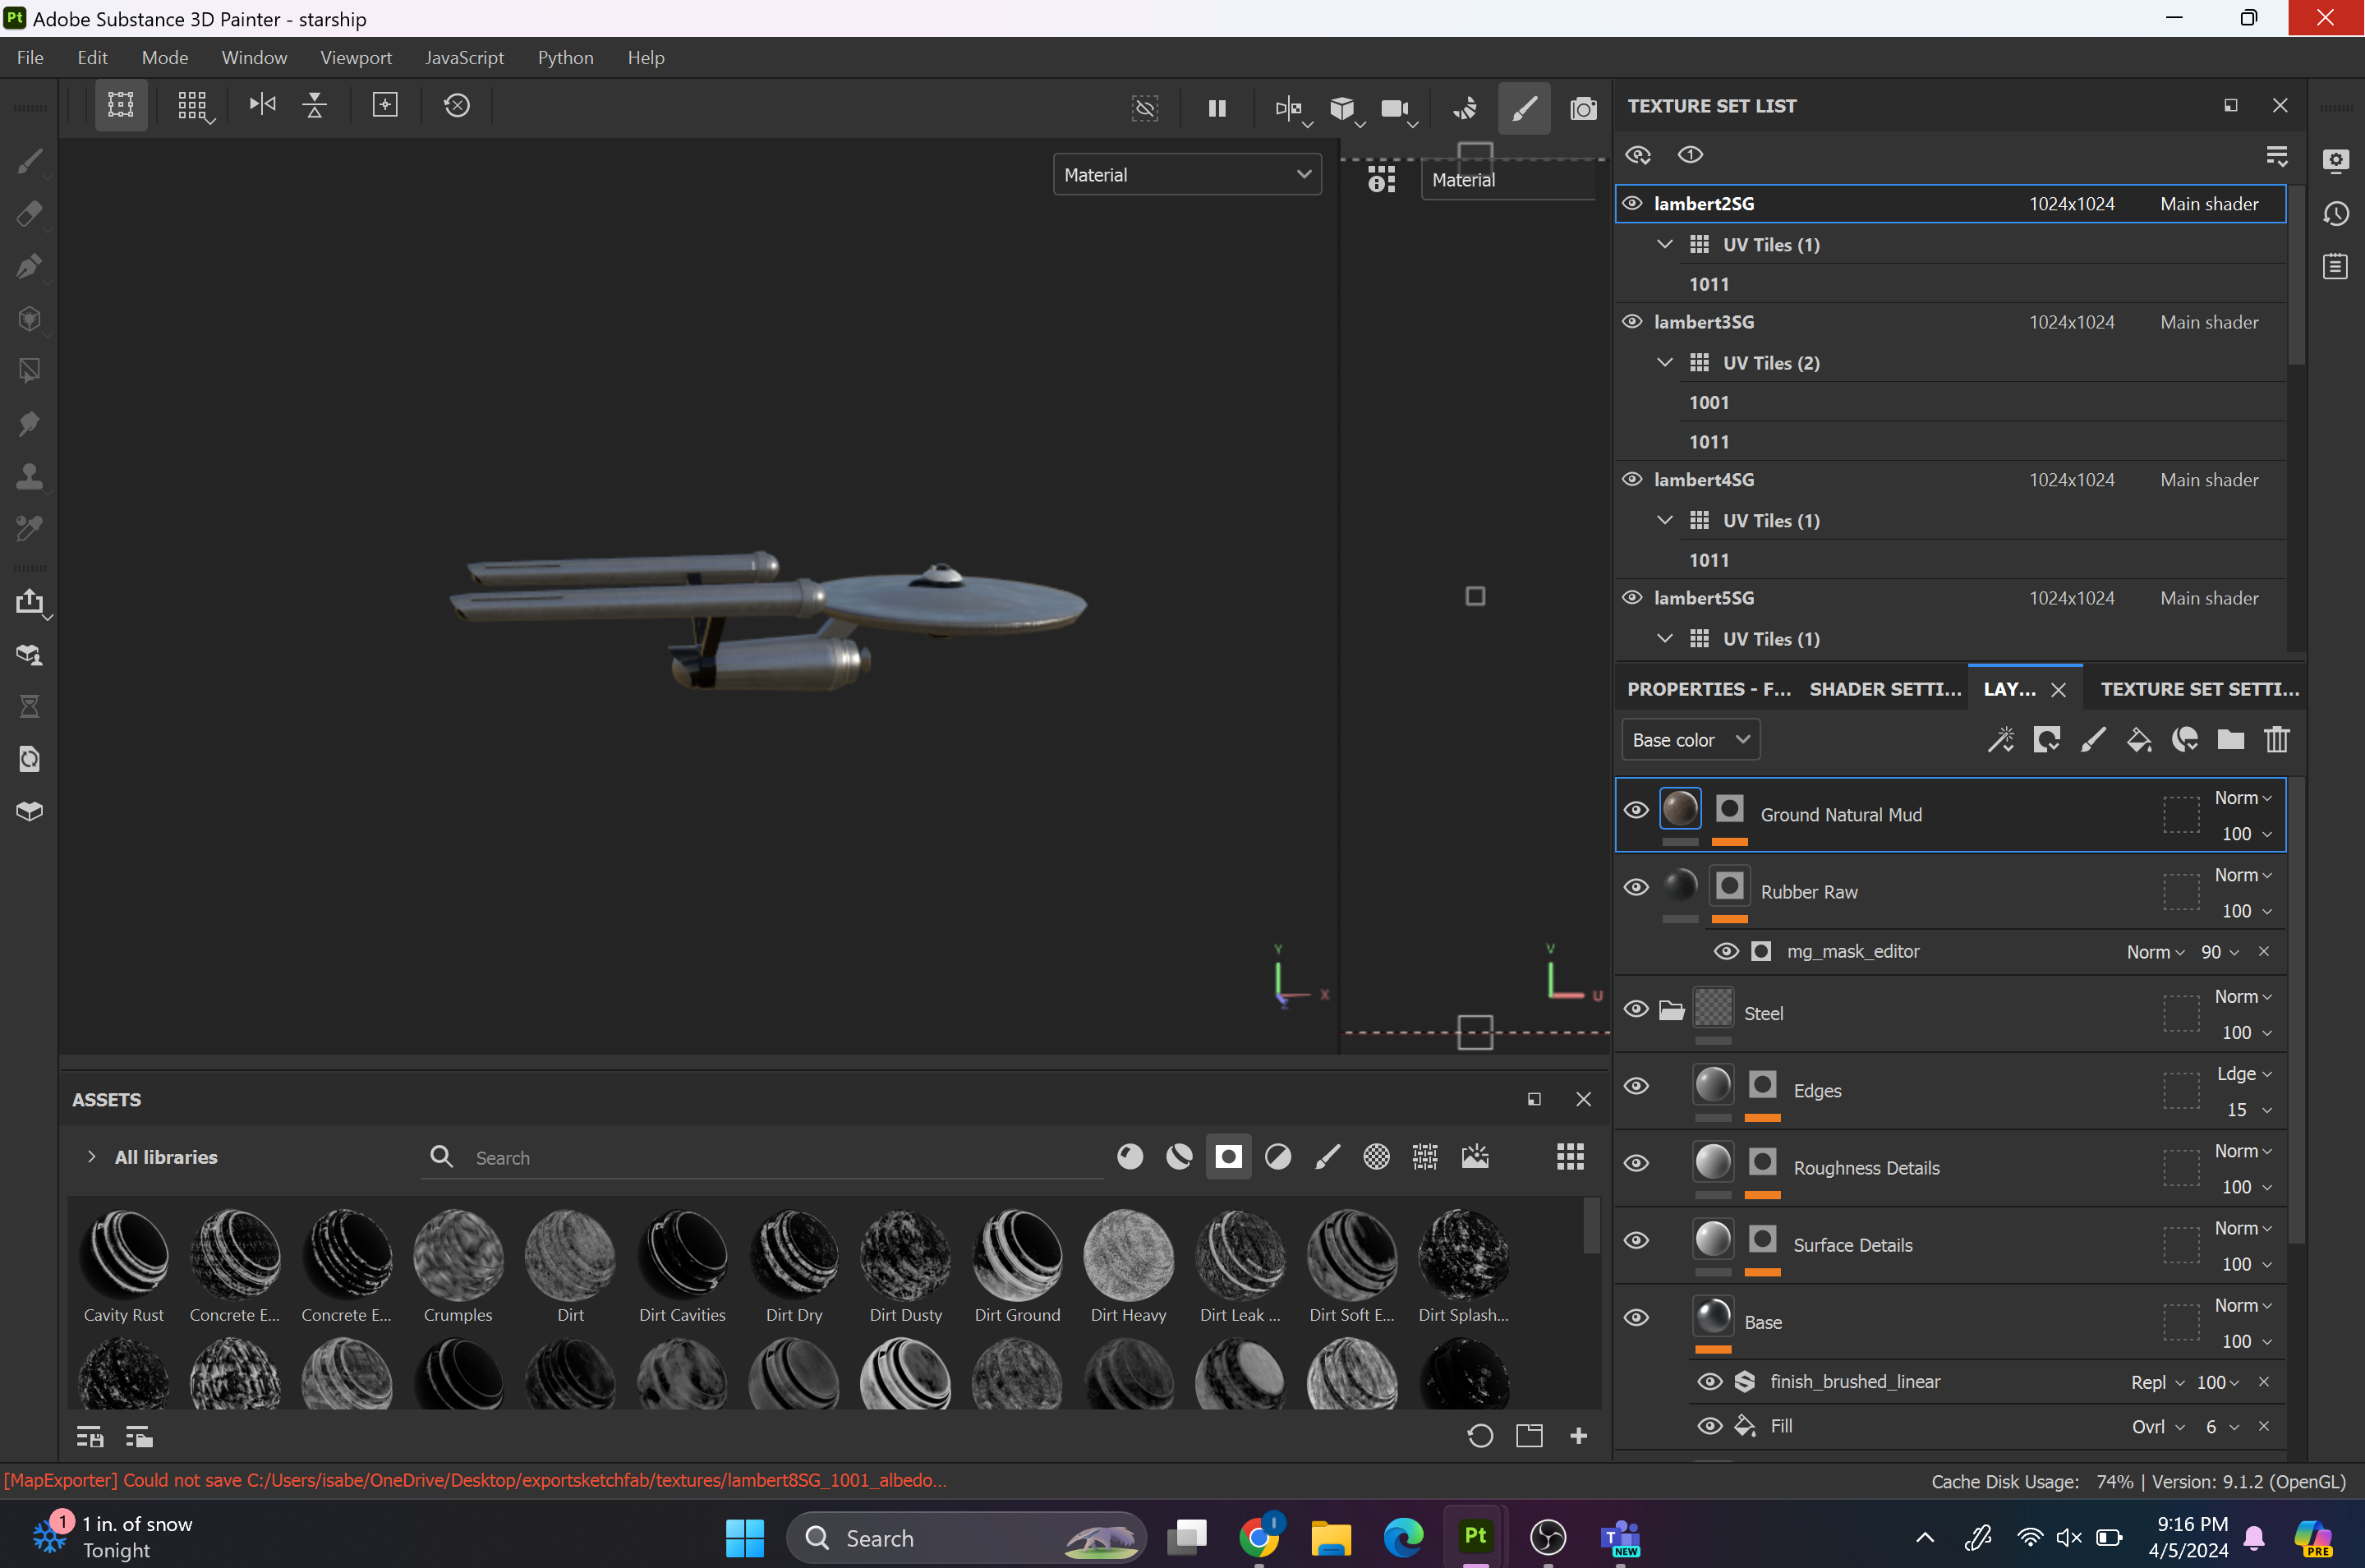 Pt Adobe Substance 3D Painter - starship
File Edit Mode Window Viewport JavaScript Python Help
TEXTURE SET LIST
Material
Material
1
lambert2SG 1024x1024 Main shader
UV Tiles (1)
1011
lambert3SG 1024x1024 Main shader
UV Tiles (2)
1001
1011
lambert4SG 1024x1024 Main shader
UV Tiles (1)
1011
lambert5SG 1024x1024 Main shader
UV Tiles (1)
PROPERTIES - F... SHADER SETTI... LAY... TEXTURE SET SETTI...
Base color
Ground Natural Mud Norm
100
Rubber Raw Norm
100
mg_mask_editor Norm 90
Steel Norm
100
Edges Ldge
15
Roughness Details Norm
100
Surface Details Norm
100
Base Norm
100
finish_brushed_linear Repl 100
Fill Ovrl 6
Y
X
Z
V
U
ASSETS
All libraries
Search
Cavity Rust Concrete E... Concrete E... Crumples Dirt Dirt Cavities Dirt Dry Dirt Dusty Dirt Ground Dirt Heavy Dirt Leak ... Dirt Soft E... Dirt Splash...
[MapExporter] Could not save C:/Users/isabe/OneDrive/Desktop/exportsketchfab/textures/lambert8SG_1001_albedo...
Cache Disk Usage: 74% | Version: 9.1.2 (OpenGL)
1
1 in. of snow
Tonight
Search
I
Pt
NEW
9:16 PM
4/5/2024
PRE